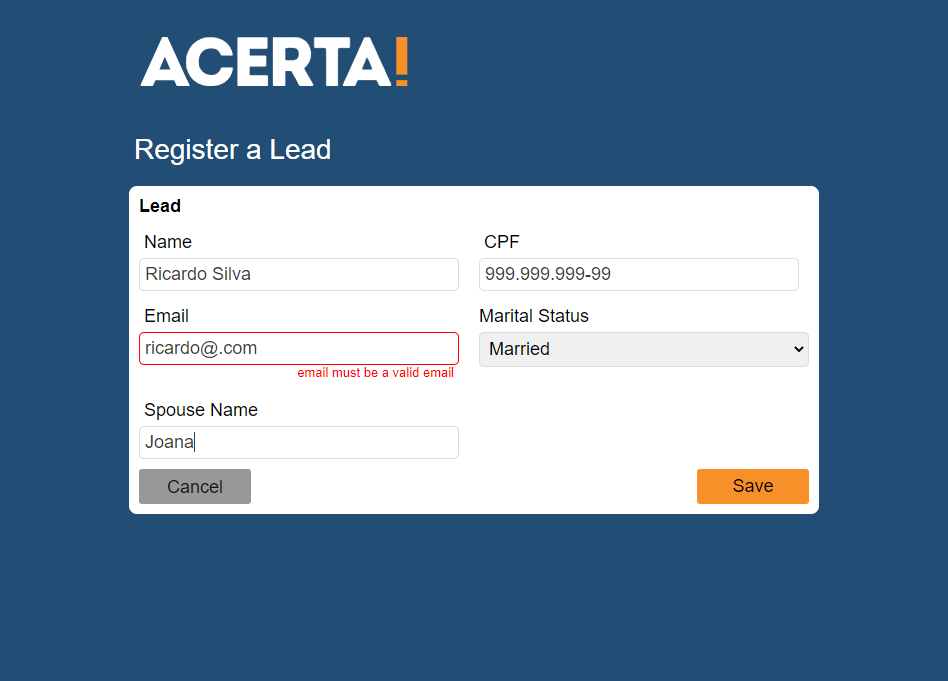 ACERTA!
Register a Lead
Lead
Name
CPF
Ricardo Silva
999.999.999-99
Email
Marital Status
ricardo@.com
Married
email must be a valid email
Spouse Name
Joana
Cancel
Save